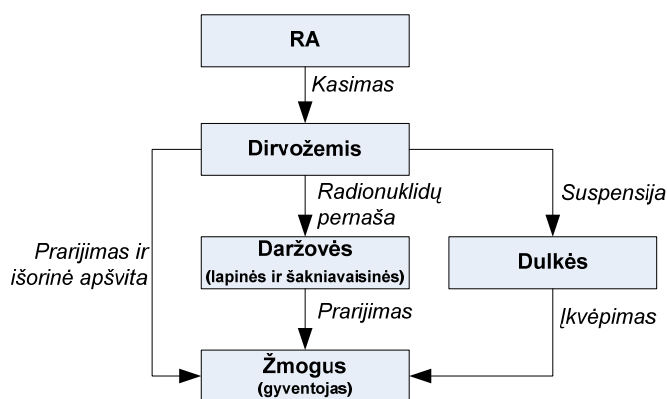 RA
Kasimas
Dirvožemis
Radionuklidų
pernaša
Suspensija
Prarijimas ir
išorinė apšvita
Daržovės
(lapinės ir šakniavaisinės)
Dulkės
Prarijimas
Įkvėpimas
Žmogus
(gyventojas)